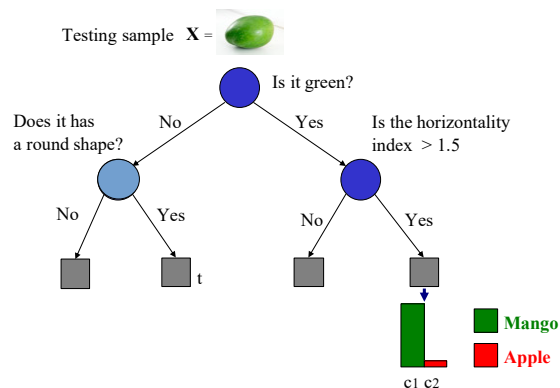 Testing sample X =
Is it green?
Does it has
a round shape?
No
Yes
Is the horizontality
index > 1.5
No
Yes
No
Yes
t
Mango
Apple
c1 c2